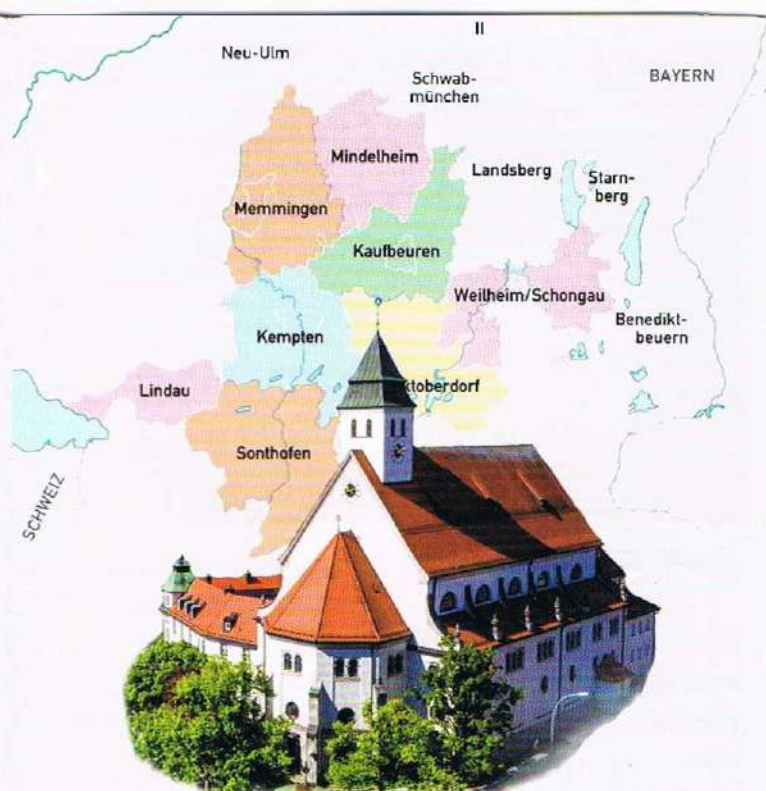 II
Neu-Ulm
BAYERN
Schwab-
münchen
Mindelheim
Landsberg
Starn-
berg
Memmingen
Kaufbeuren
Weilheim/Schongau
Benedikt-
beuern
Kempten
Lindau
ktoberdorf
Sonthofen
SCHWEIZ